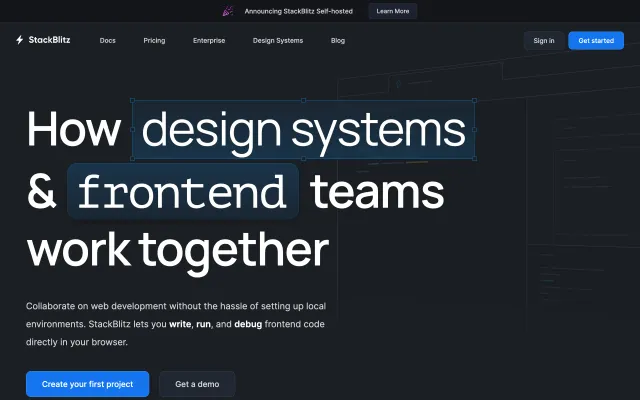 Announcing StackBlitz Self-hosted
Learn More
StackBlitz
Docs
Pricing
Enterprise
Design Systems
Blog
Sign in
Get started
How design systems
& frontend teams
work together
Collaborate on web development without the hassle of setting up local
environments. StackBlitz lets you write, run, and debug frontend code
directly in your browser.
Create your first project
Get a demo